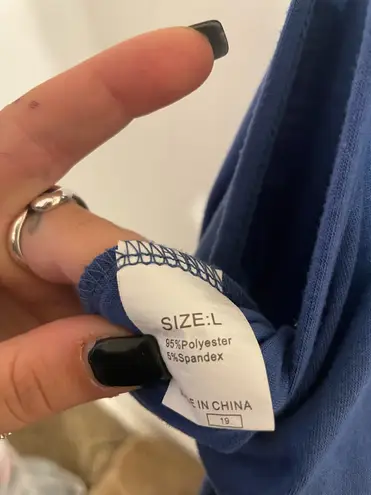 SIZE:L
95%Polyester
5%Spandex
IN CHINA
19